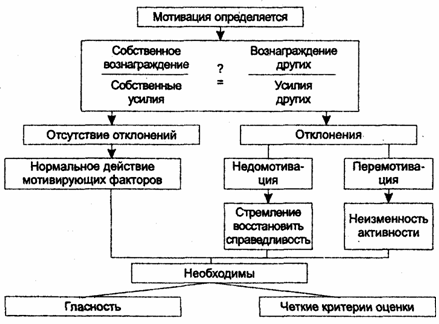 Мотивация определяется
Собственное
вознаграждение
Собственные
усилия
?
=
Вознаграждение
других
Усилия
других
Отсутствие отклонений
Отклонения
Нормальное действие
мотивирующих факторов
Недомотива-
ция
Перемотива-
ция
Стремление
восстановить
справедливость
Неизменность
активности
Необходимы
Гласность
Четкие критерии оценки